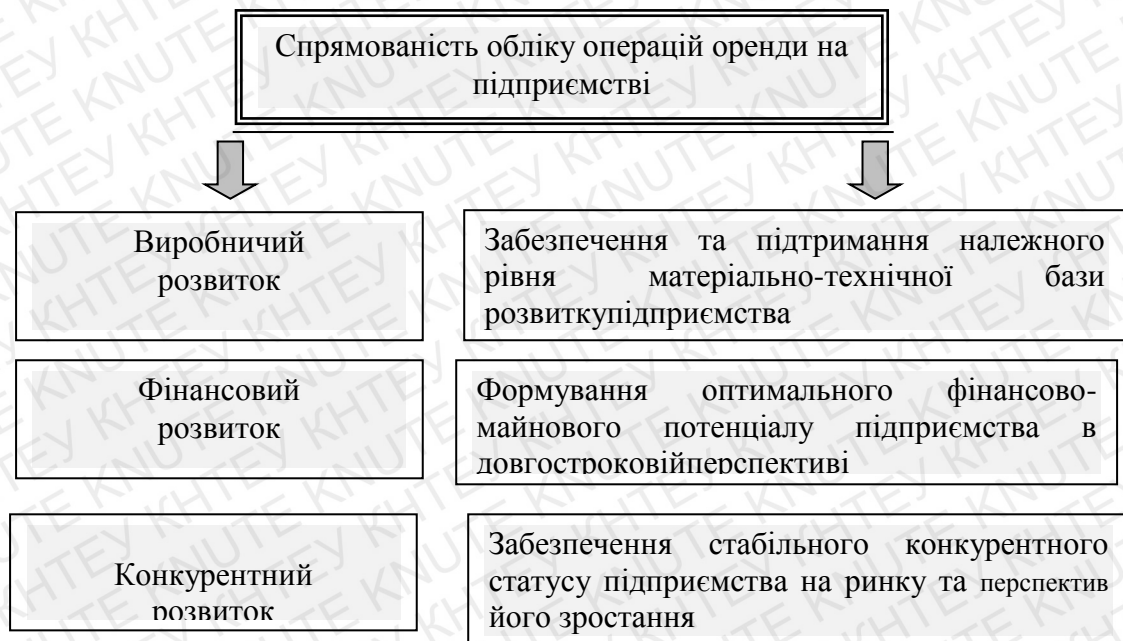 Спрямованість обліку операцій оренди на
підприємстві
Виробничий
розвиток
Забезпечення та підтримання належного
рівня матеріально-технічної бази
розвиткупідприємства
Фінансовий
розвиток
Формування оптимального фінансово-
майнового потенціалу підприємства в
довгостроковійперспективі
Конкурентний
розвиток
Забезпечення стабільного конкурентного
статусу підприємства на ринку та перспектив
його зростання